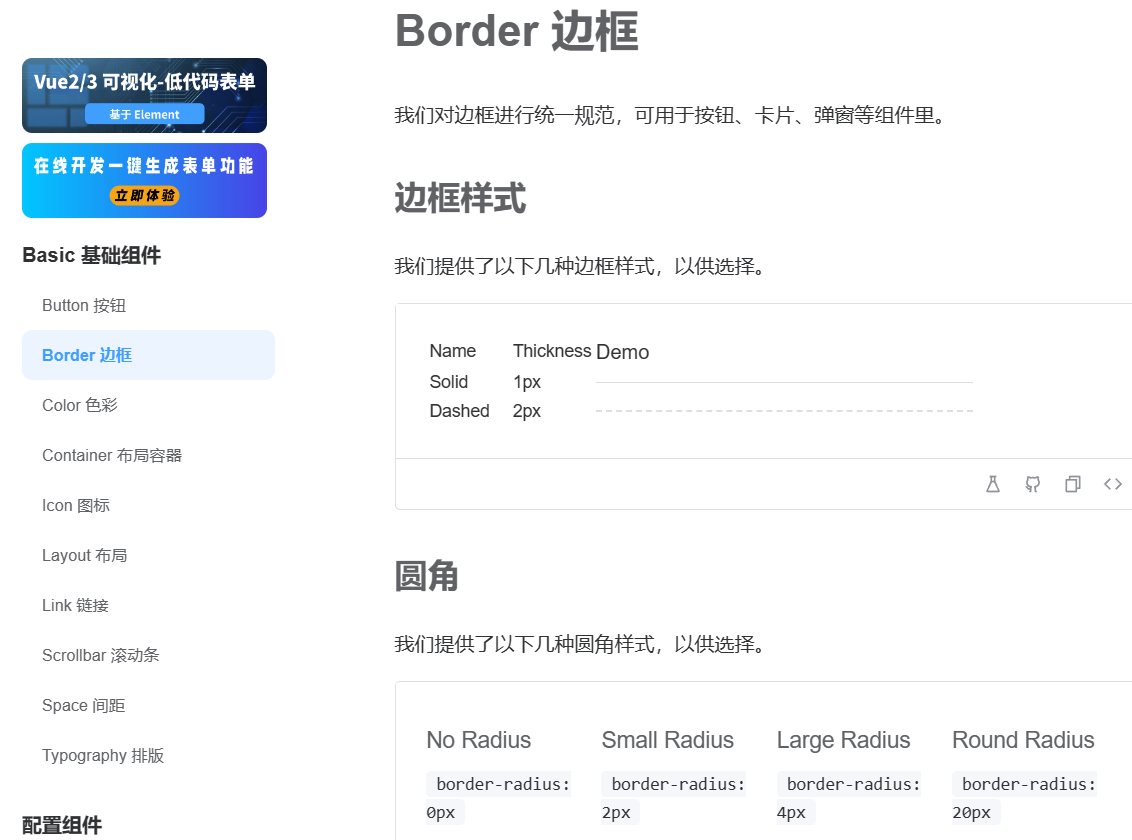 Vue2/3 可视化-低代码表单
基于 Element
在线开发一键生成表单功能
立即体验
Basic 基础组件
Button 按钮
Border 边框
Color 色彩
Container 布局容器
Icon 图标
Layout 布局
Link 链接
Scrollbar 滚动条
Space 间距
Typography 排版
配置组件
Border 边框
我们对边框进行统一规范，可用于按钮、卡片、弹窗等组件里。
边框样式
我们提供了以下几种边框样式，以供选择。
Name Thickness Demo
Solid 1px
Dashed 2px
圆角
我们提供了以下几种圆角样式，以供选择。
No Radius
border-radius:
0px
Small Radius
border-radius:
2px
Large Radius
border-radius:
4px
Round Radius
border-radius:
20px